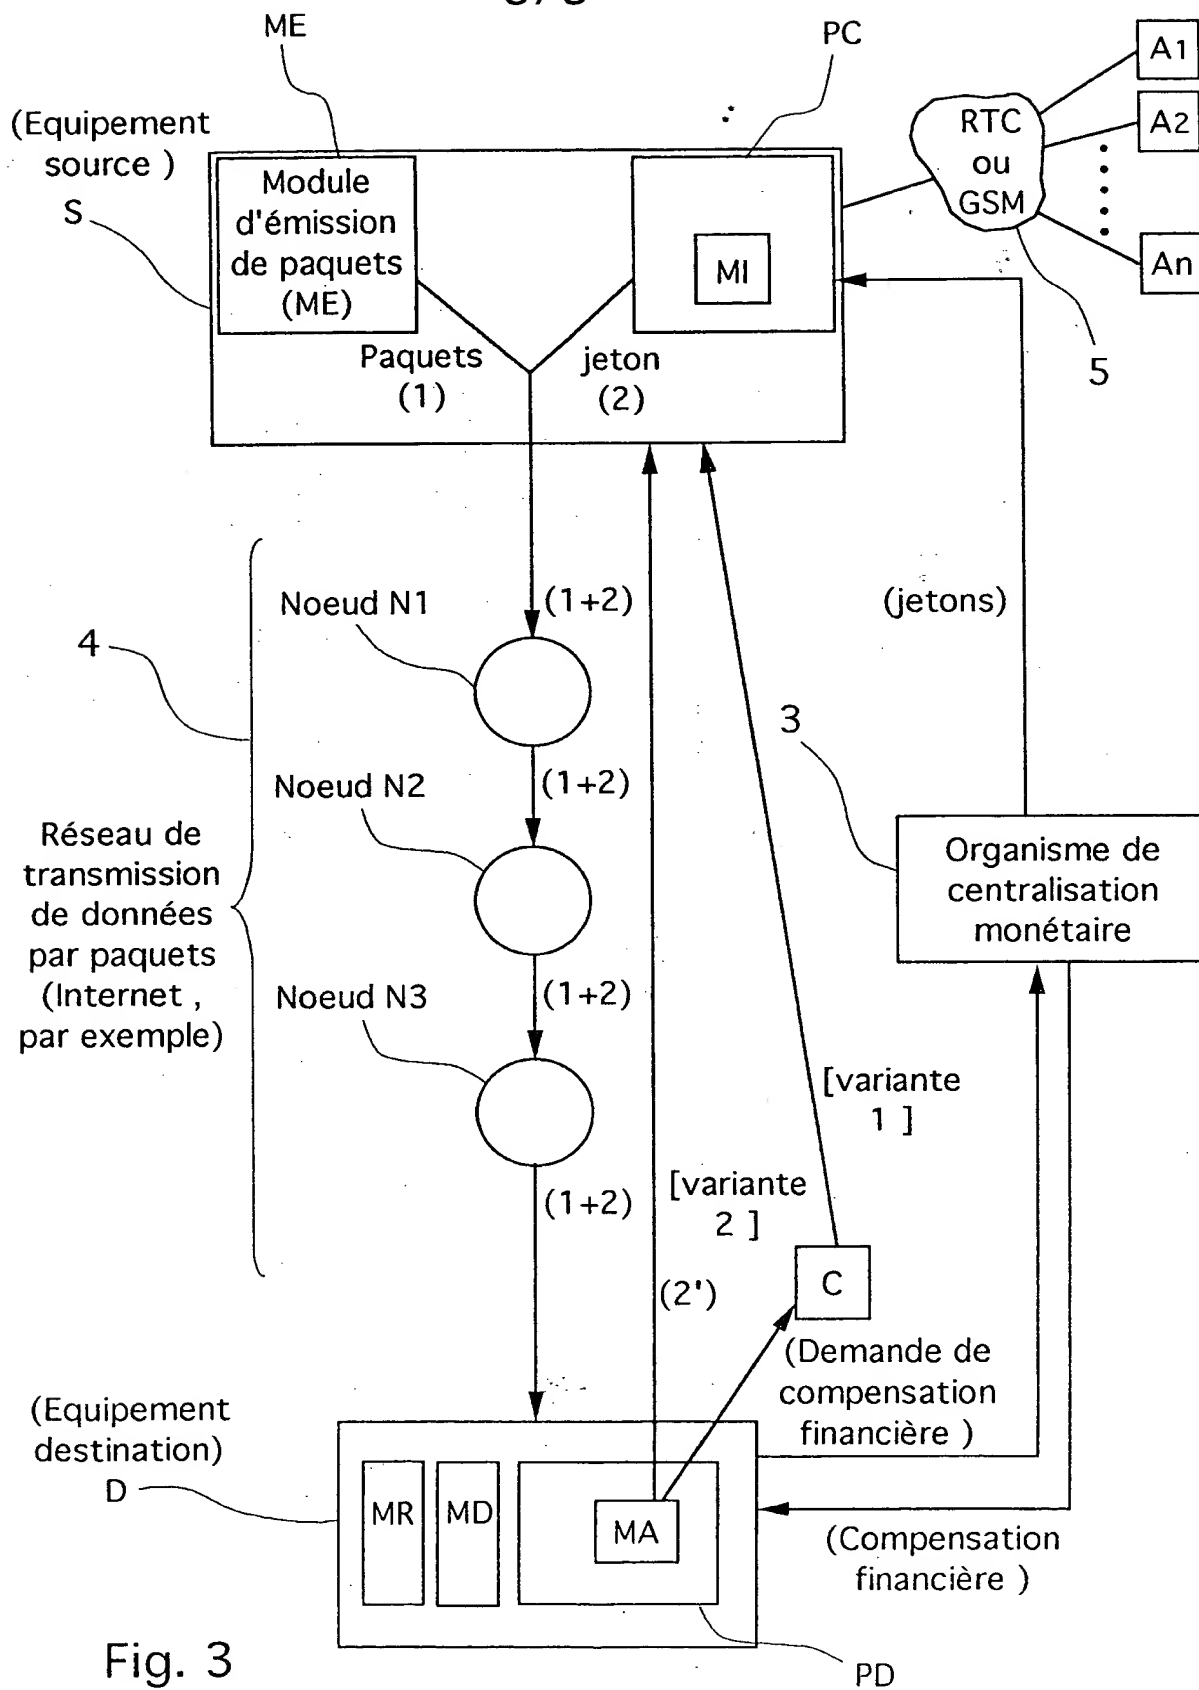 ME
PC
A1
(Equipement
source )
S
Module
d'émission
de paquets
(ME)
MI
RTC
ou
GSM
A2
An
5
Paquets
(1)
jeton
(2)
4
Noeud N1
(1+2)
(jetons)
3
Noeud N2
(1+2)
Réseau de
transmission
de données
par paquets
(Internet ,
par exemple)
Organisme de
centralisation
monétaire
Noeud N3
(1+2)
[variante
1 ]
(1+2)
[variante
2 ]
(2')
C
(Demande de
compensation
financière )
(Equipement
destination)
D
MR
MD
MA
(Compensation
financière )
PD
Fig. 3